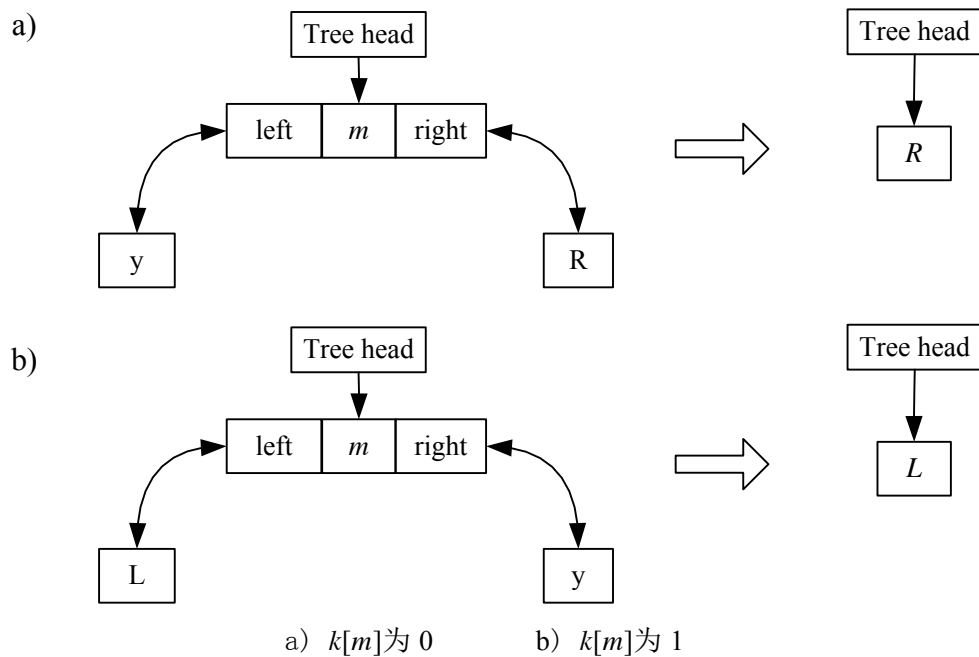 a)
Tree head
Tree head
left m right
R
y
R
b)
Tree head
Tree head
left m right
L
L
y
a) k[m]为 0 b) k[m]为 1